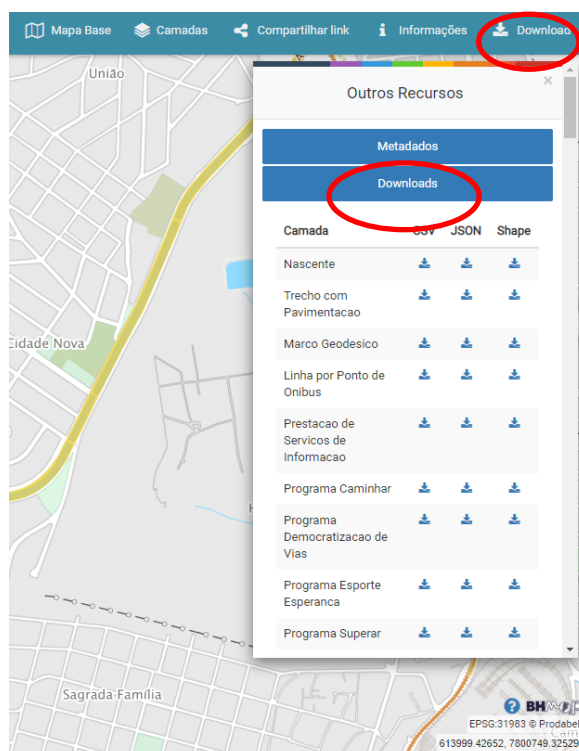 Mapa Base Camadas Compartilhar link Informações Download
União
Outros Recursos
×
Metadados
Downloads
Camada CSV JSON Shape
Nascente
Trecho com
Pavimentacao
Marco Geodesico
Cidade Nova
Linha por Ponto de
Onibus
Prestacao de
Servicos de
Informacao
Programa Caminhar
Programa
Democratizacao de
Vias
Programa Esporte
Esperanca
Programa Superar
Sagrada Família
EPSG:31983 © Prodabel
613999.42652, 7800749.32529